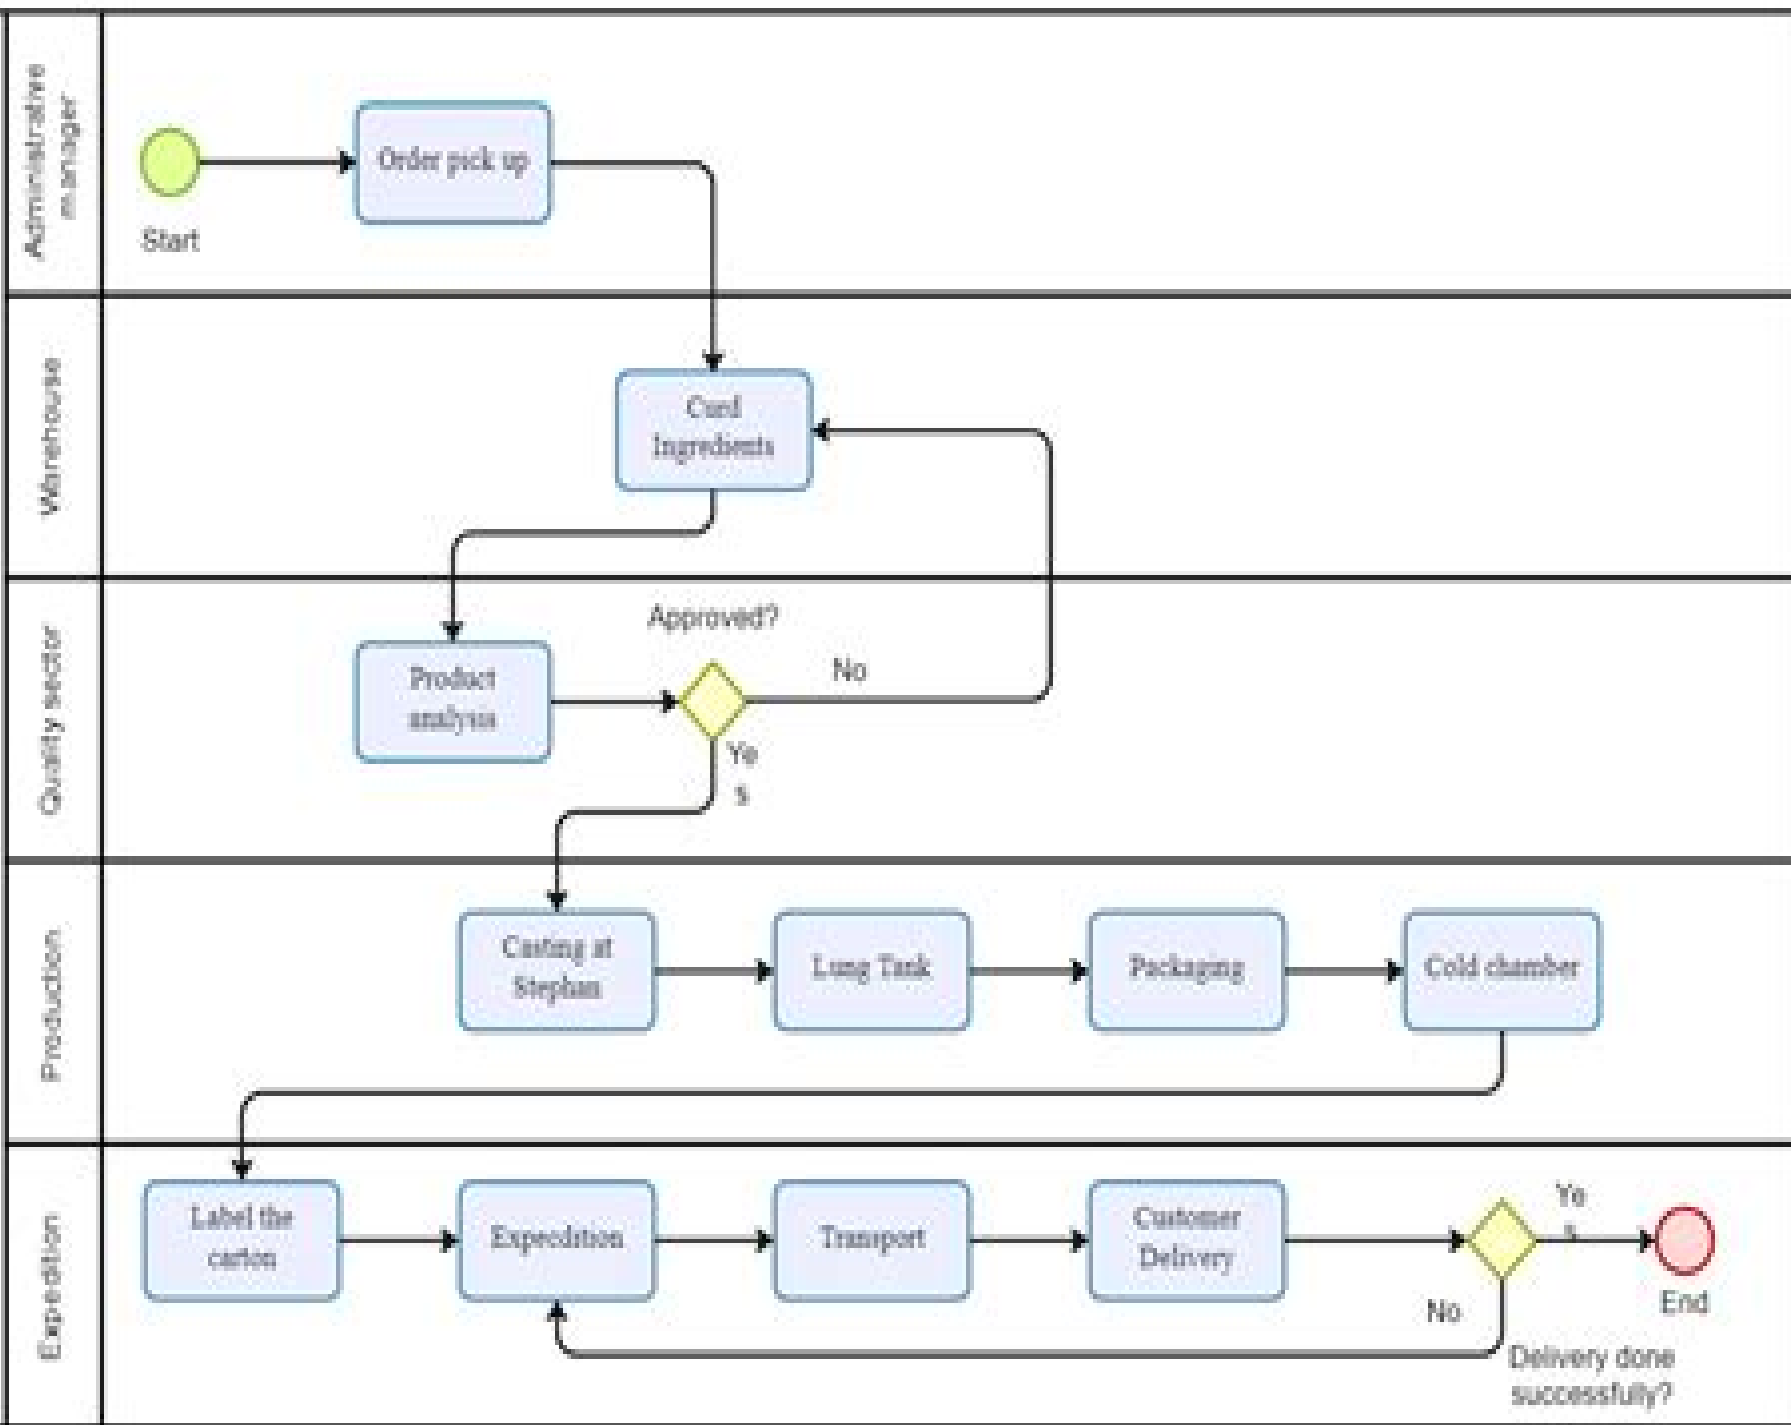 Administrative
manager
Order pick up
Start
Warehouse
Curd
Ingredients
Quality sector
Approved?
Product
analysis
No
Ye
s
Production
Casting at
Stephan
Lung Tank
Packaging
Cold chamber
Expedition
Label the
carton
Expedition
Transport
Customer
Delivery
Ye
s
No
End
Delivery done
successfully?